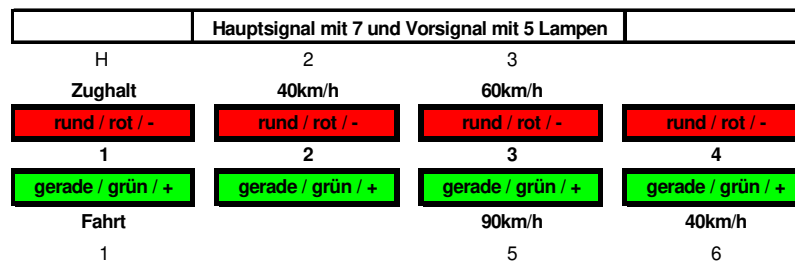 Hauptsignal mit 7 und Vorsignal mit 5 Lampen
H 2 3
Zughalt 40km/h 60km/h
rund / rot / - rund / rot / - rund / rot / - rund / rot / -
1 2 3 4
gerade / grün / + gerade / grün / + gerade / grün / + gerade / grün / +
Fahrt 90km/h 40km/h
1 5 6